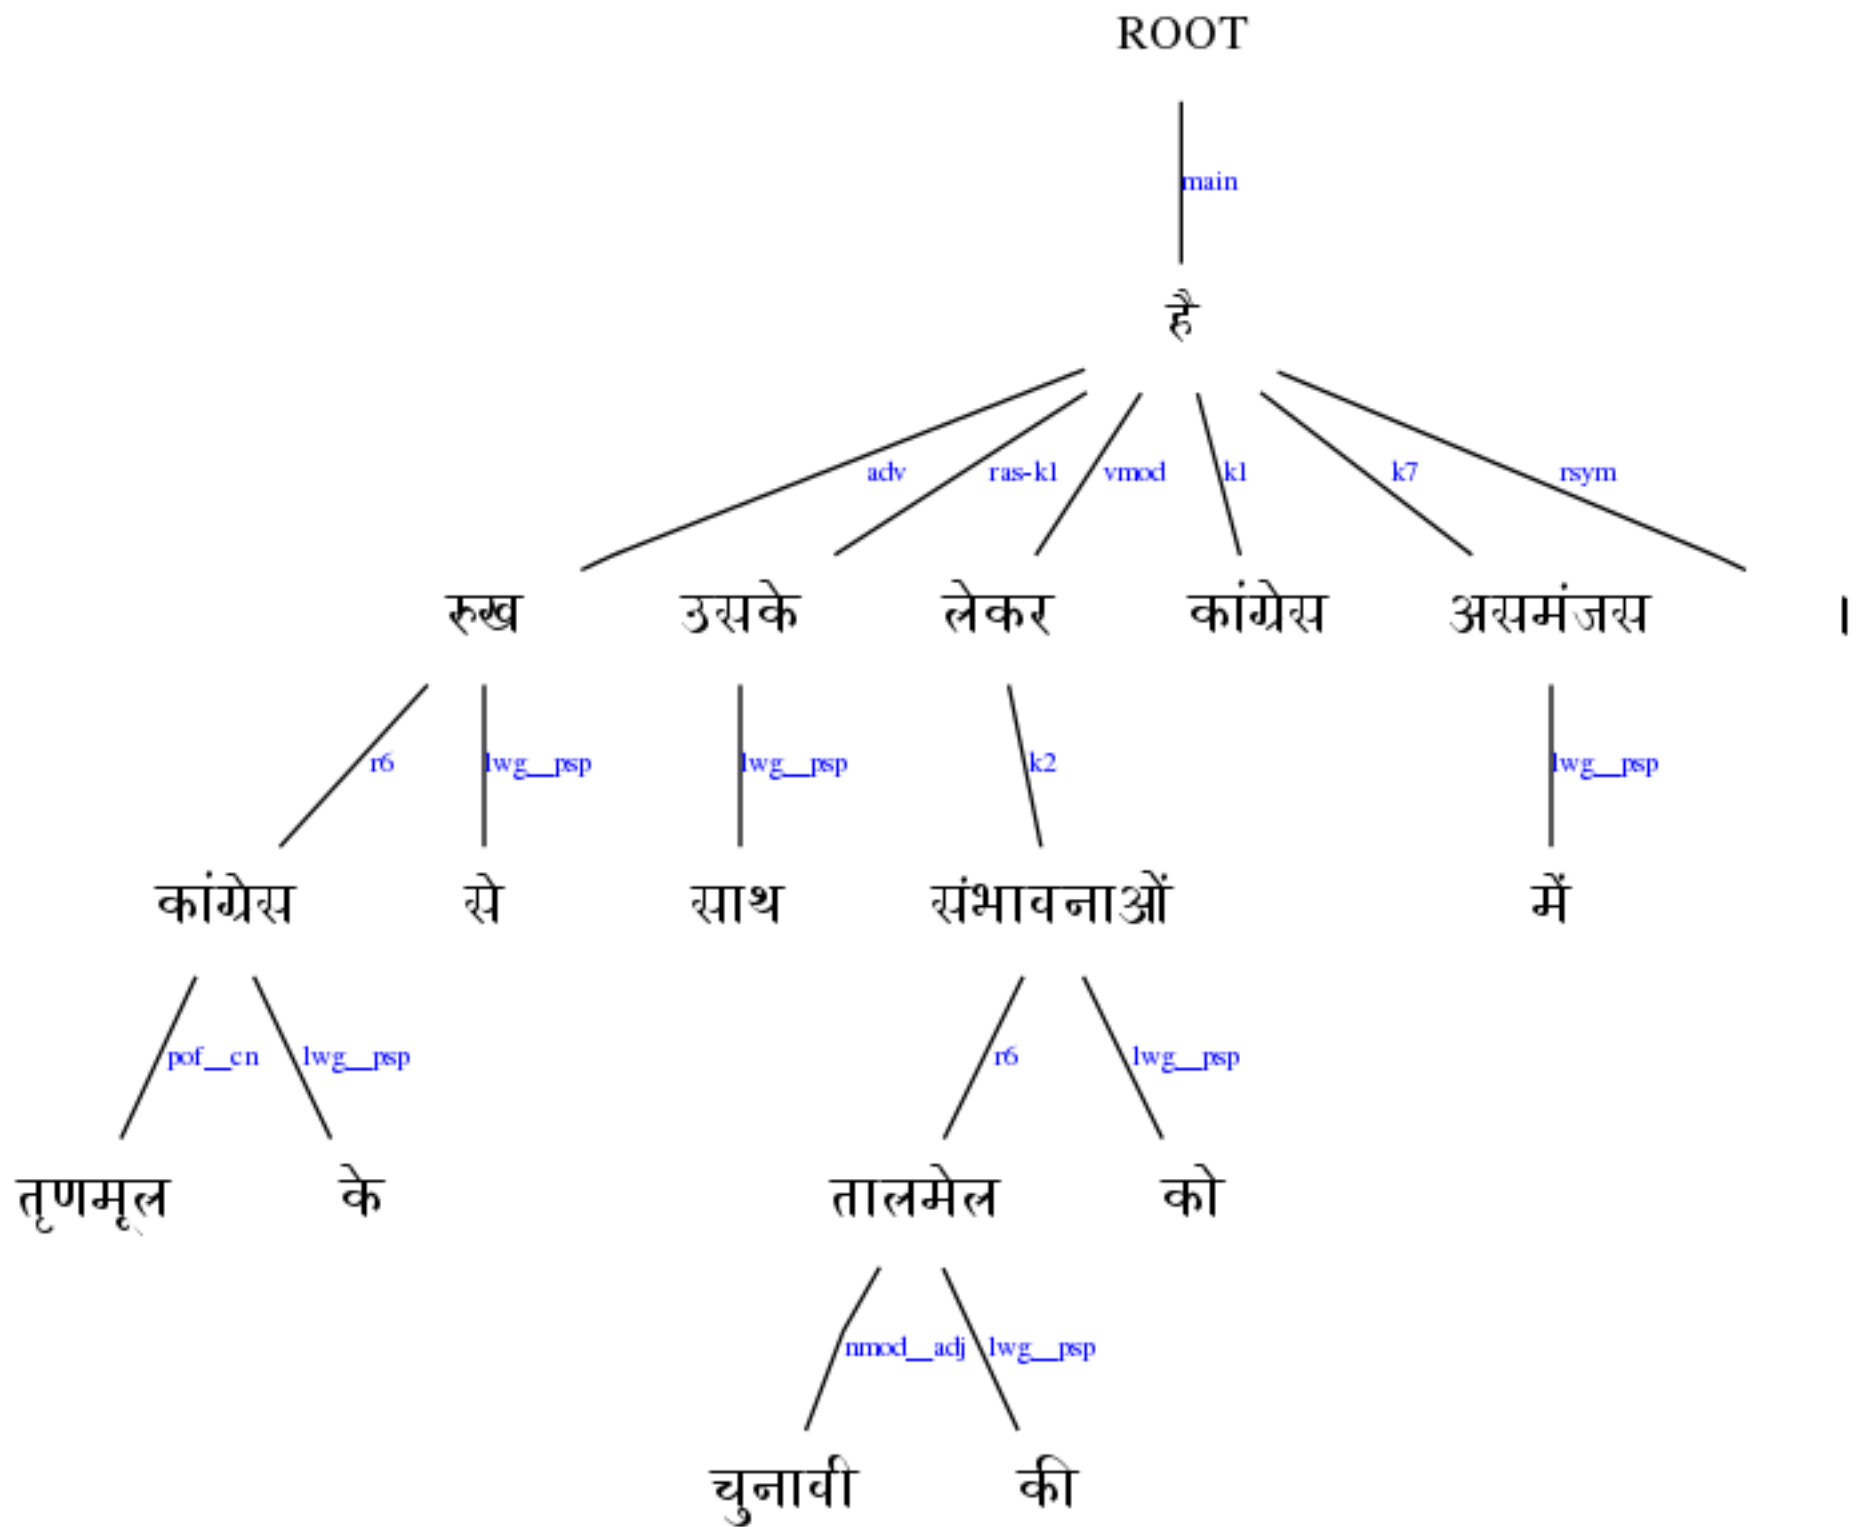 ROOT
main
है
adv ras-k1 vmod k1 k7 rsym
रुख उसके लेकर कांग्रेस असमंजस ।
r6 lwg__psp lwg__psp k2 lwg__psp
कांग्रेस से साथ संभावनाओं में
pof__cn lwg__psp r6 lwg__psp
तृणमूल के तालमेल को
nmod__adj lwg__psp
चुनावी की